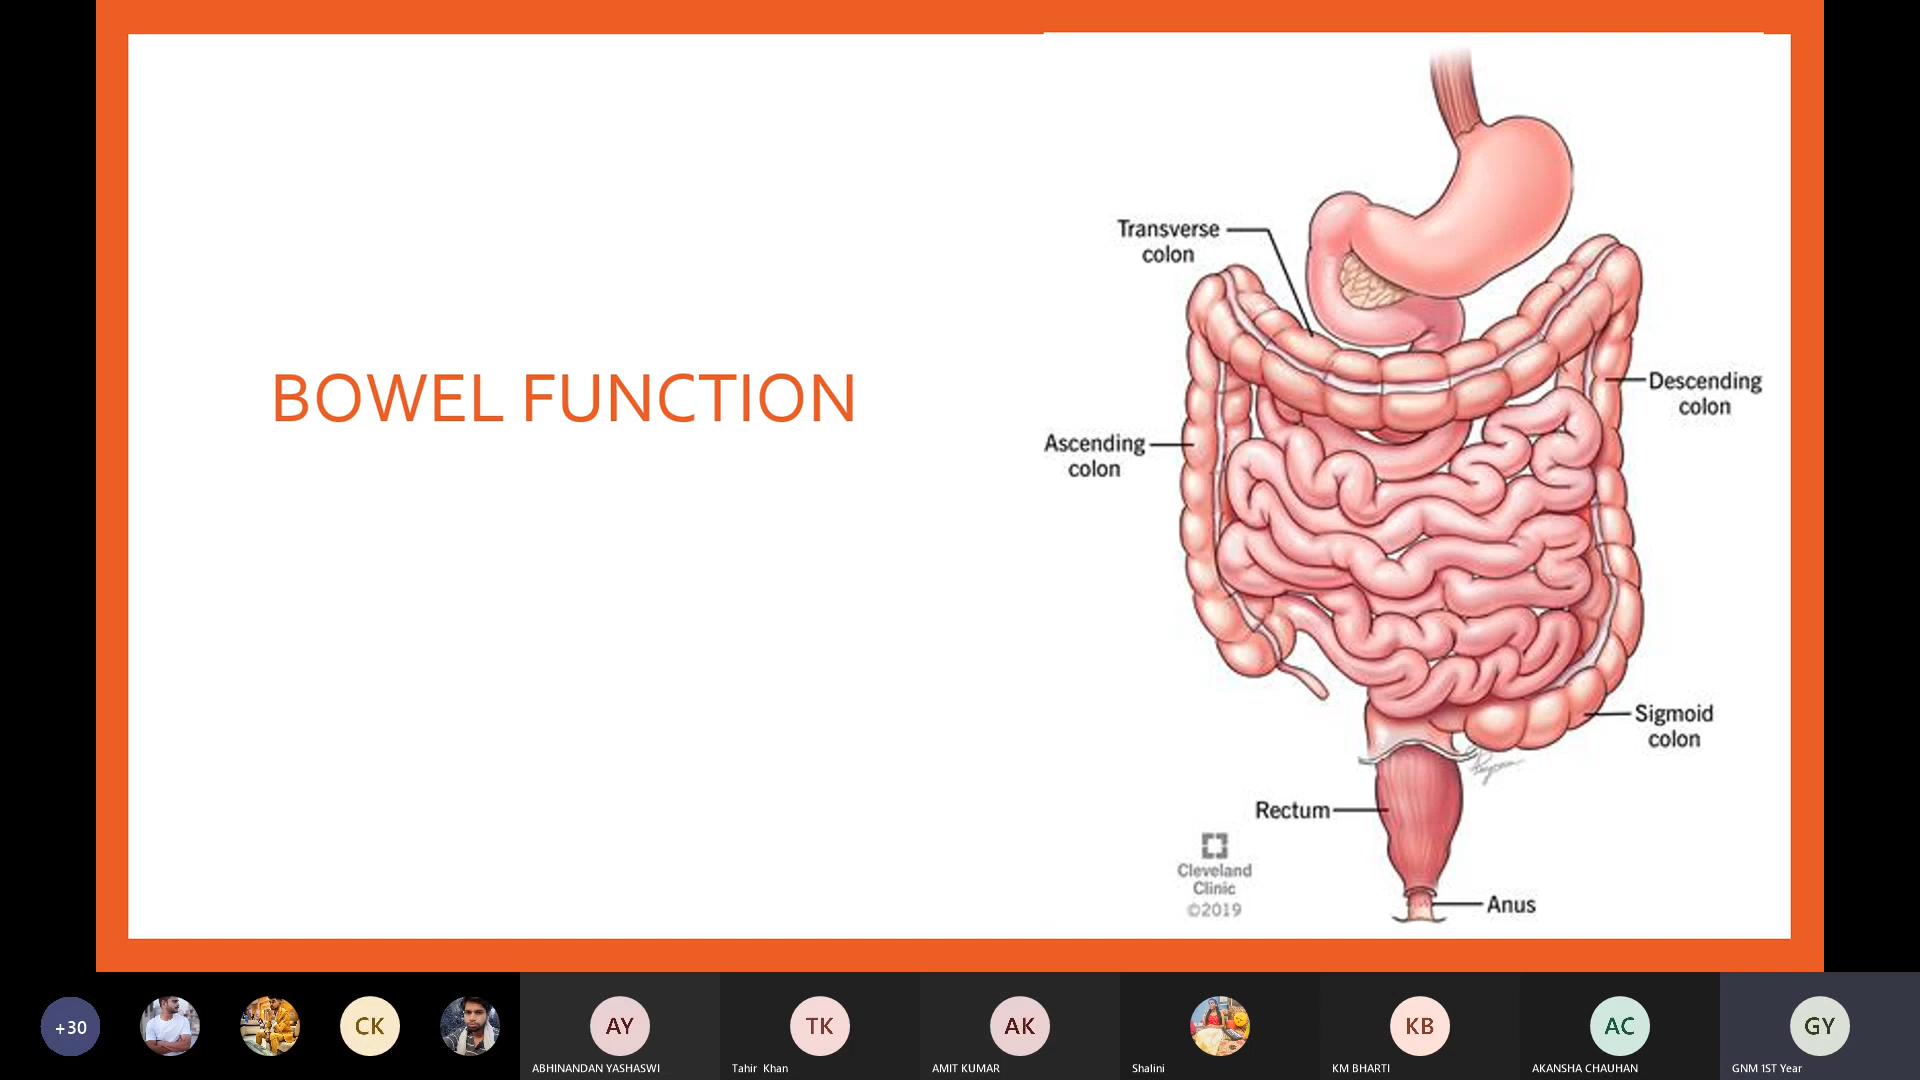 BOWEL FUNCTION
Transverse
colon
Descending
colon
Ascending
colon
Sigmoid
colon
Rectum
Cleveland
Clinic
©2019
Anus
+30
CK
AY
TK
AK
KB
AC
GY
ABHINANDAN YASHASWI
Tahir Khan
AMIT KUMAR
Shalini
KM BHARTI
AKANSHA CHAUHAN
GNM 1ST Year